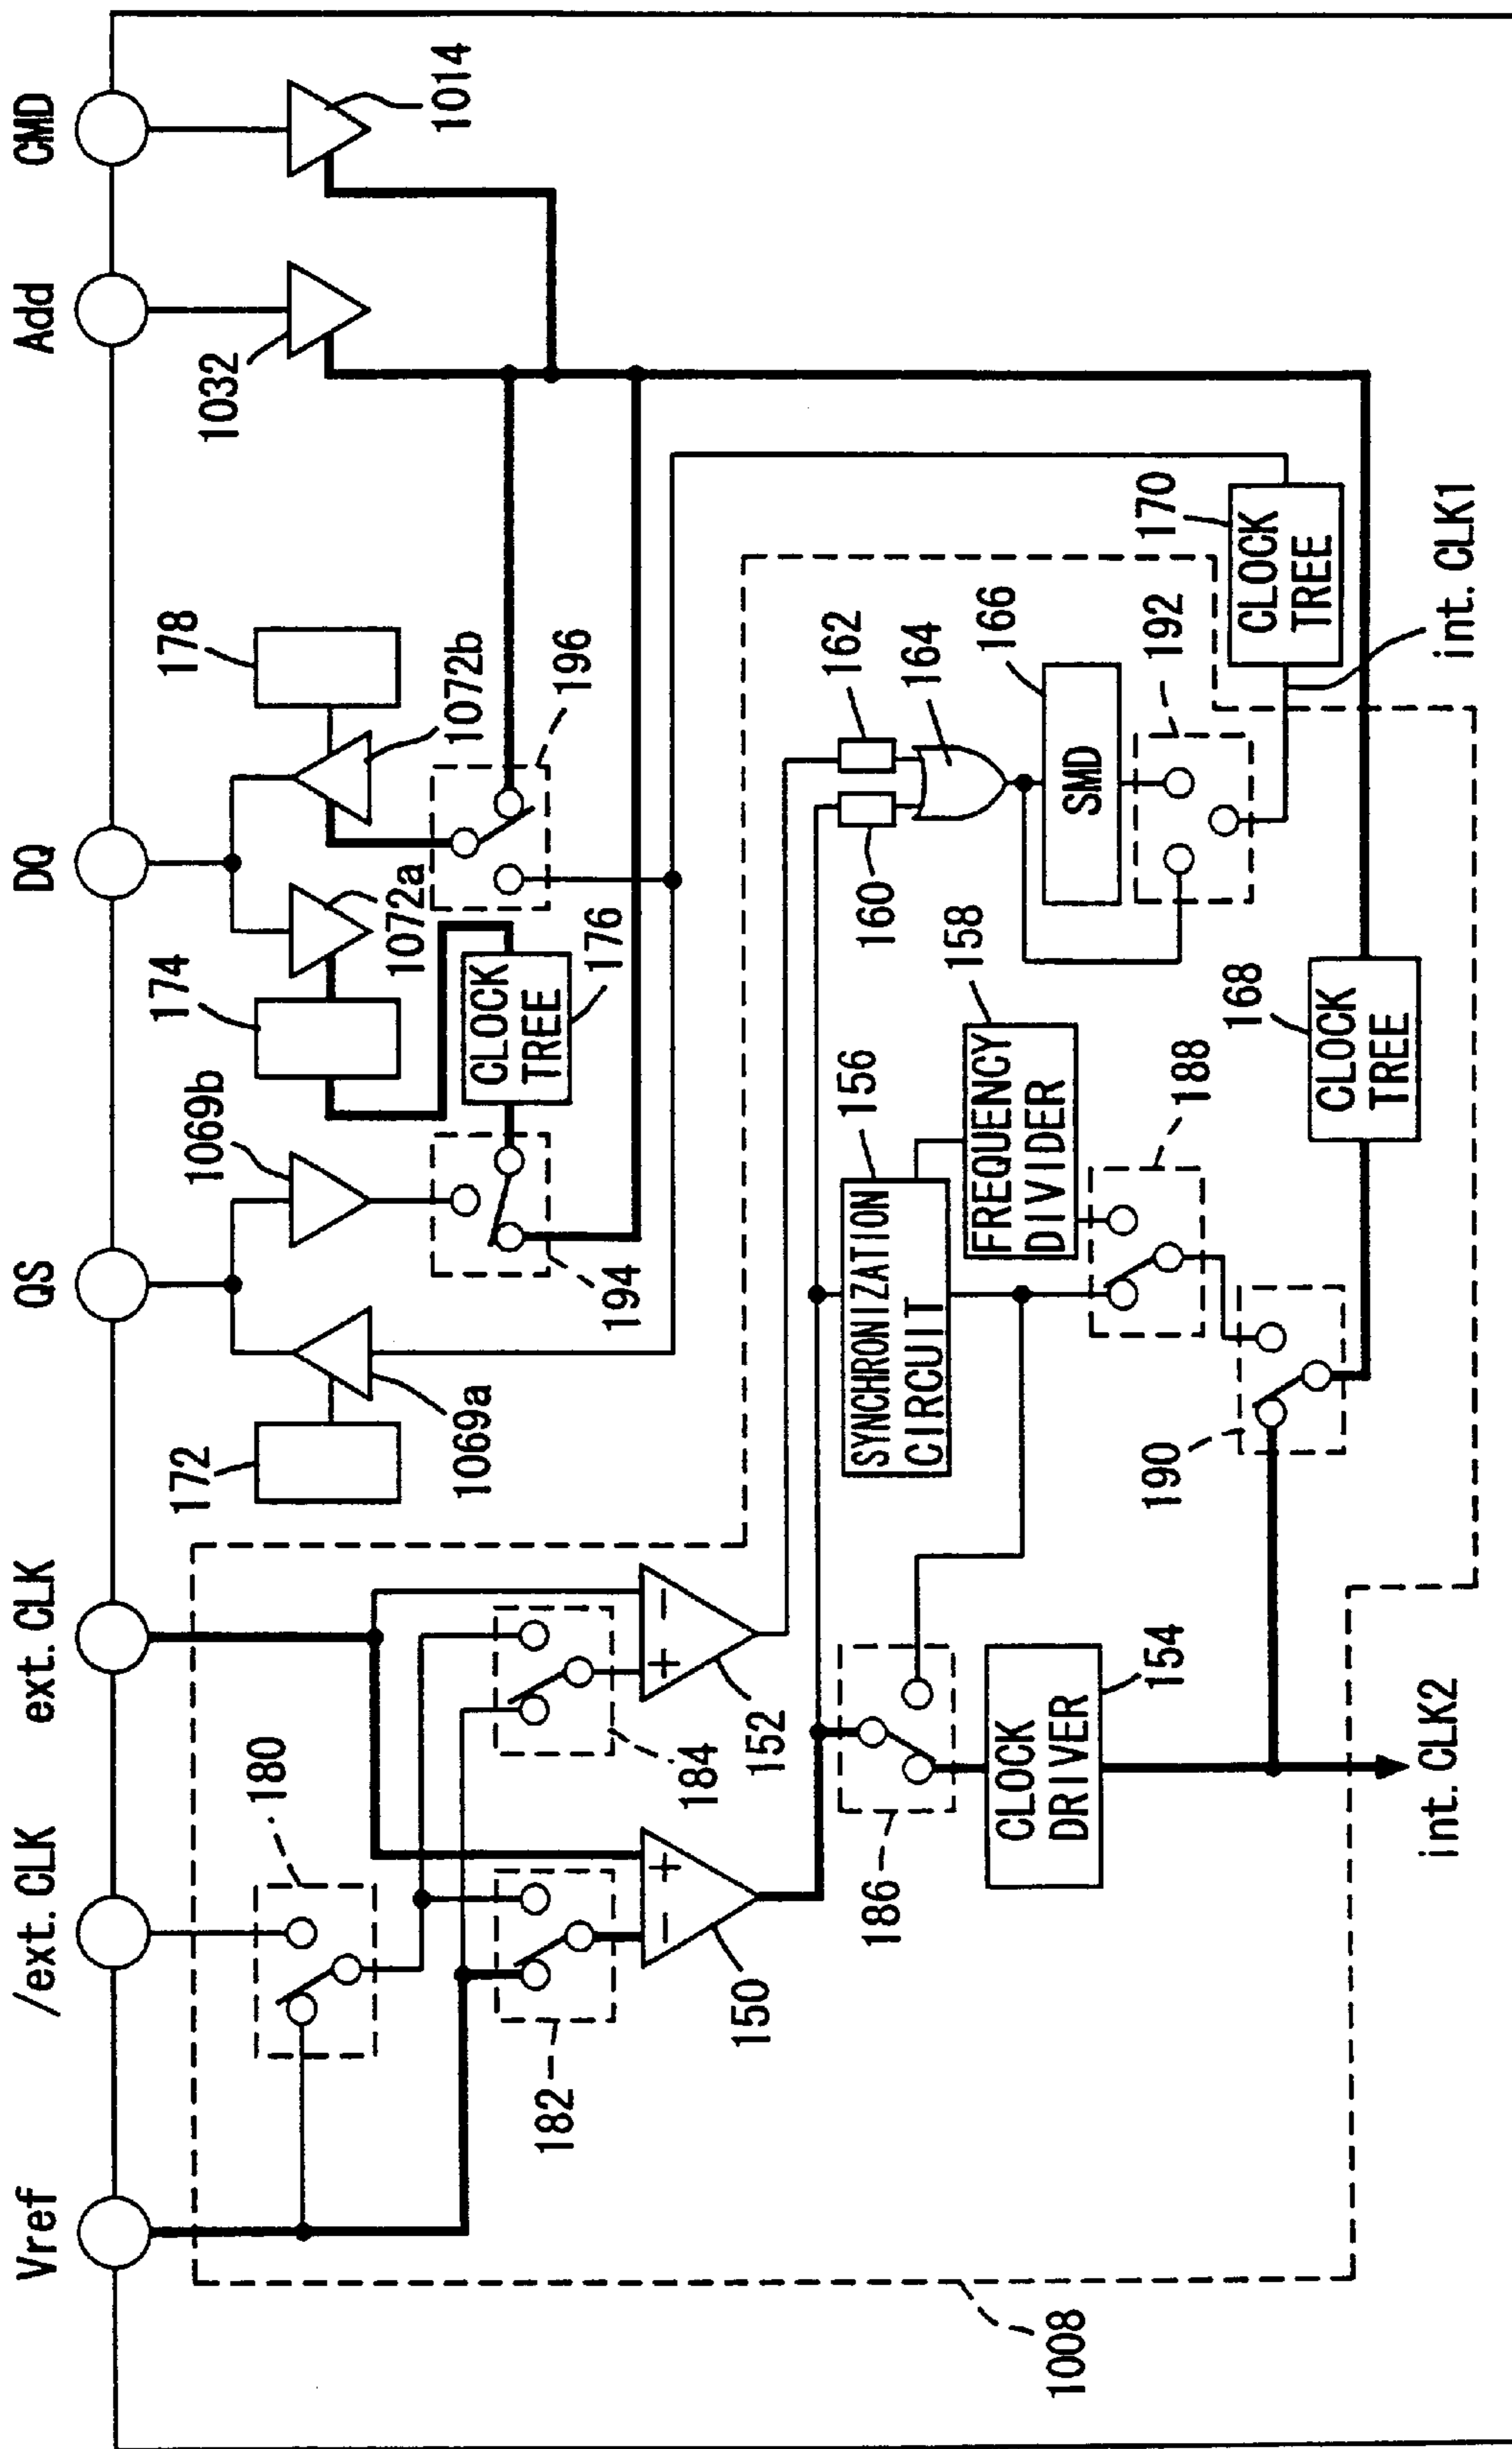 Vref
/ext. CLK
ext. CLK
QS
DQ
Add
CMD
172
1069a
1069b
174
1072a
1072b
178
1032
1014
180
182
184
150
152
194
CLOCK
TREE
176
196
186
CLOCK
DRIVER
154
SYNCHRONIZATION
CIRCUIT
156
FREQUENCY
DIVIDER
158
160
162
164
SMD
166
188
190
192
CLOCK
TREE
168
CLOCK
TREE
170
int. CLK2
int. CLK1
1008
+
−
+
−